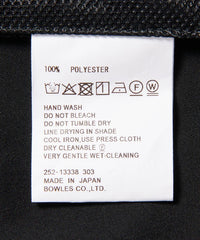 100% POLYESTER
HAND WASH
DO NOT BLEACH
DO NOT TUMBLE DRY
LINE DRYING IN SHADE
COOL IRON, USE PRESS CLOTH
DRY CLEANABLE Ⓟ
VERY GENTLE WET-CLEANING
252-13338 303
MADE IN JAPAN
BOWLES CO.,LTD.